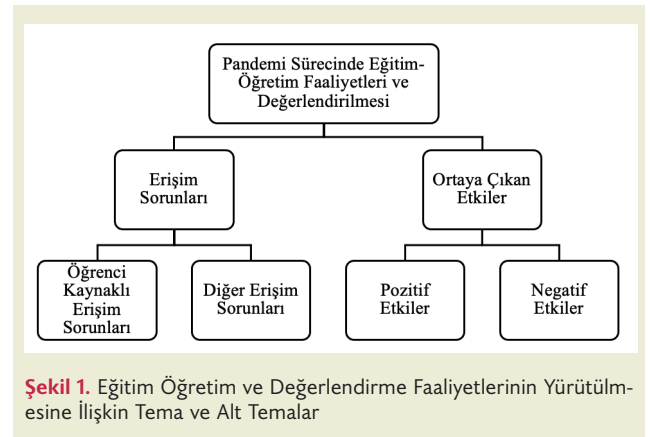 Pandemi Sürecinde Eğitim-
Öğretim Faaliyetleri ve
Değerlendirilmesi
Erişim
Sorunları
Ortaya Çıkan
Etkiler
Öğrenci
Kaynaklı
Erişim
Sorunları
Diğer Erişim
Sorunları
Pozitif
Etkiler
Negatif
Etkiler
Şekil 1. Eğitim Öğretim ve Değerlendirme Faaliyetlerinin Yürütülm-
esine İlişkin Tema ve Alt Temalar